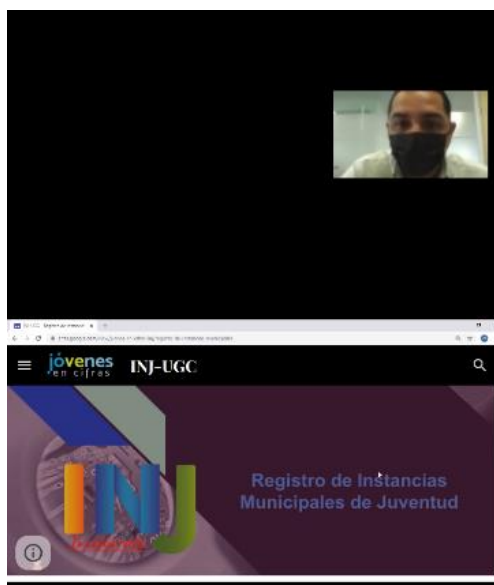 jóvenes
en cifras
INJ-UGC
Registro de Instancias
Municipales de Juventud
INJ